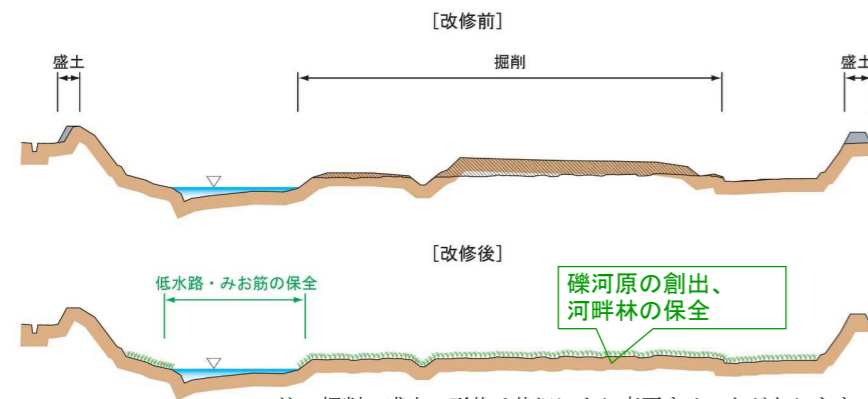 ［改修前］
盛土
掘削
盛土
［改修後］
低水路・みお筋の保全
礫河原の創出、
河畔林の保全